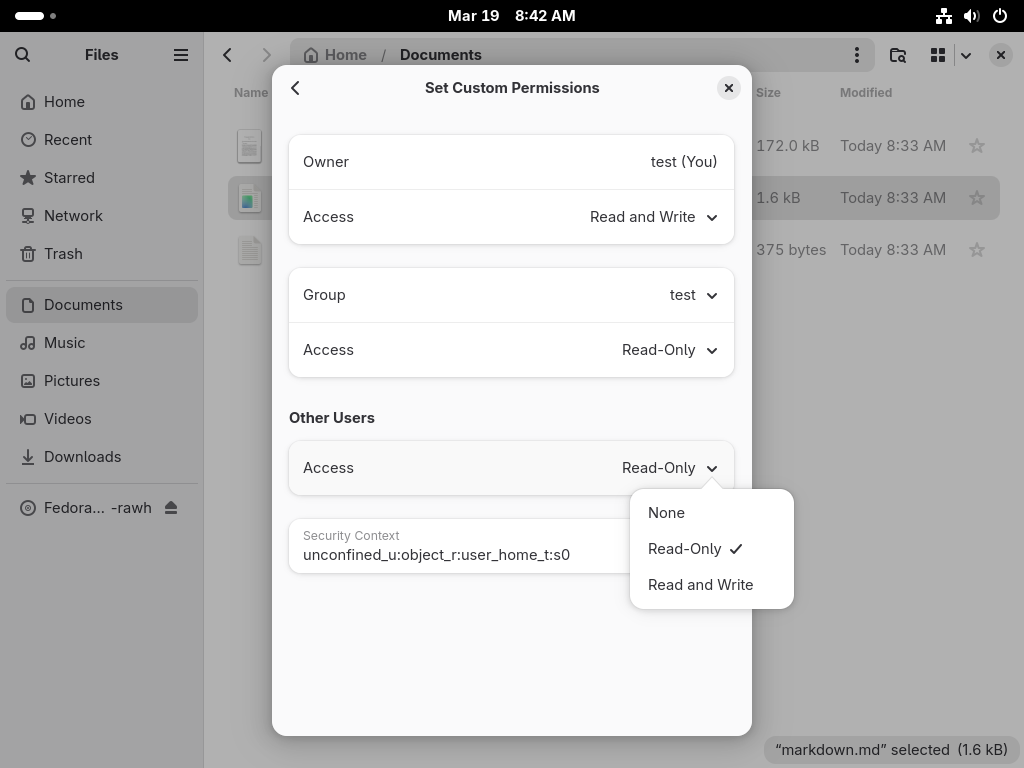 Mar 19 8:42 AM
Files
Home / Documents
Home
Recent
Starred
Network
Trash
Documents
Music
Pictures
Videos
Downloads
Fedora... -rawh
Name
Size
Modified
172.0 kB Today 8:33 AM
1.6 kB Today 8:33 AM
375 bytes Today 8:33 AM
Set Custom Permissions
Owner test (You)
Access Read and Write
Group test
Access Read-Only
Other Users
Access Read-Only
None
Read-Only
Read and Write
Security Context
unconfined_u:object_r:user_home_t:s0
“markdown.md” selected (1.6 kB)